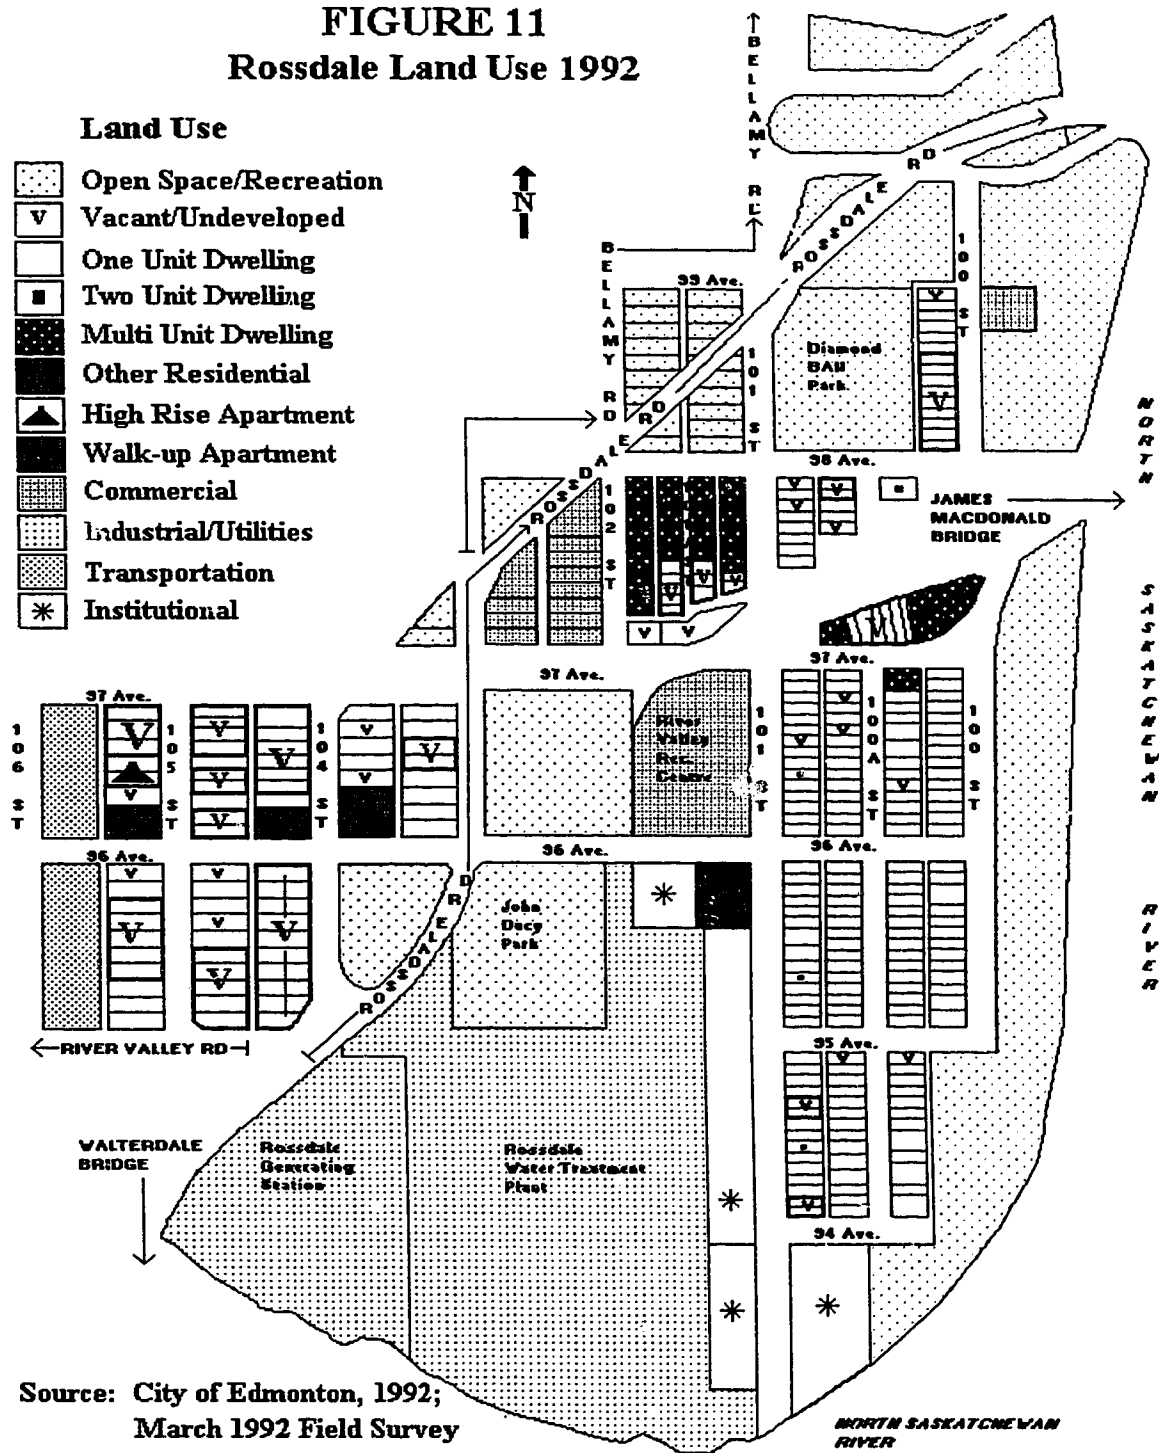 FIGURE 11
Rossdale Land Use 1992
Land Use
Open Space/Recreation
V Vacant/Undeveloped
One Unit Dwelling
Two Unit Dwelling
Multi Unit Dwelling
Other Residential
High Rise Apartment
Walk-up Apartment
Commercial
Industrial/Utilities
Transportation
Institutional
N
BELLAMY RD
BELLAMY RD
ROSSDALE RD
99 Ave.
100 ST
101 ST
Diamond
Ball
Park
V
V
98 Ave.
ROSSDALE RD
102 ST
JAMES
MACDONALD
BRIDGE
NORTH SASKATCHEWAN RIVER
V
V
V
V
V
V
V
V
V
V
V
97 Ave.
97 Ave.
97 Ave.
106 ST
105 ST
104 ST
River
Valley
Rec.
Centre
101 ST
100A ST
100 ST
V
V
V
V
V
V
V
V
V
V
V
V
V
V
96 Ave.
96 Ave.
96 Ave.
ROSSDALE RD
John
Ducy
Park
V
V
V
V
V
V
RIVER VALLEY RD
95 Ave.
V
V
V
V
WALTERDALE
BRIDGE
Rossdale
Generating
Station
Rossdale
Water Treatment
Plant
94 Ave.
Source: City of Edmonton, 1992;
March 1992 Field Survey
NORTH SASKATCHEWAN
RIVER